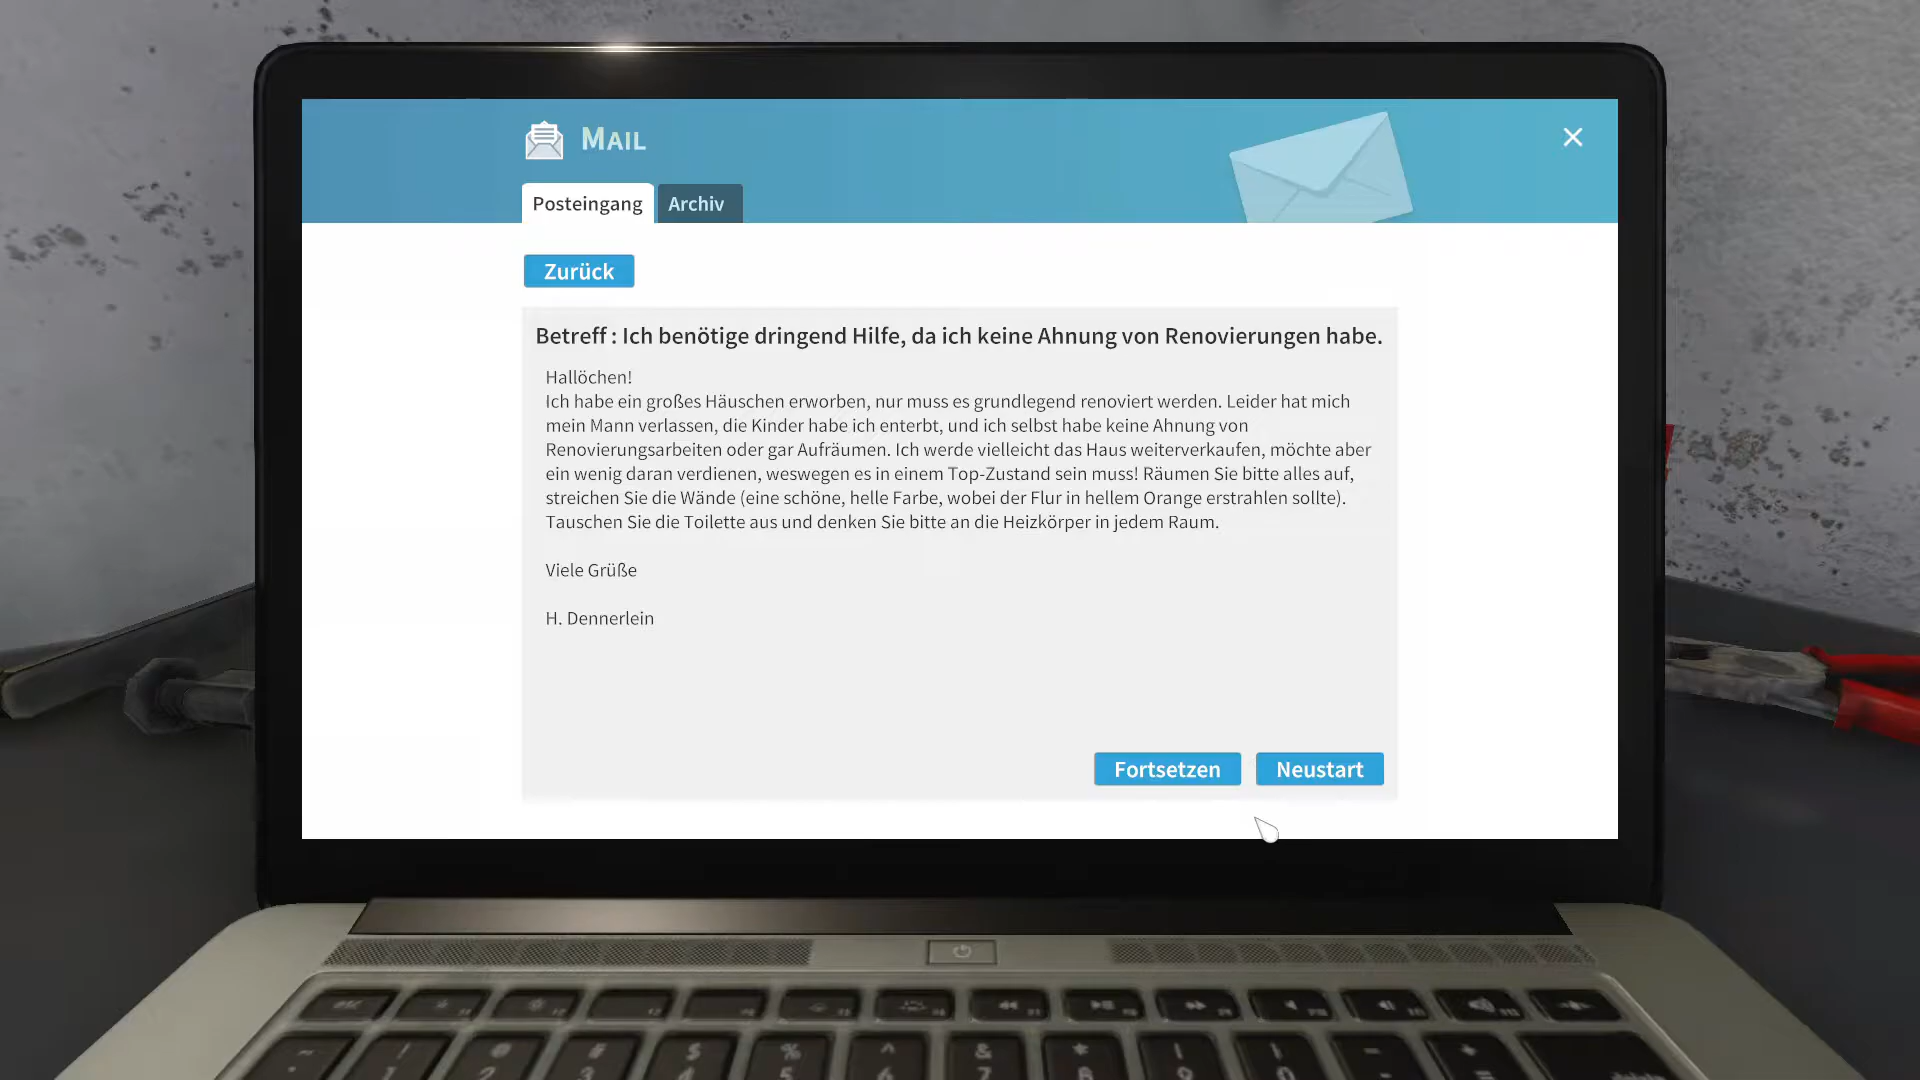 MAIL
Posteingang
Archiv
Zurück
Betreff : Ich benötige dringend Hilfe, da ich keine Ahnung von Renovierungen habe.
Hallöchen!
Ich habe ein großes Häuschen erworben, nur muss es grundlegend renoviert werden. Leider hat mich
mein Mann verlassen, die Kinder habe ich enterbt, und ich selbst habe keine Ahnung von
Renovierungsarbeiten oder gar Aufräumen. Ich werde vielleicht das Haus weiterverkaufen, möchte aber
ein wenig daran verdienen, weswegen es in einem Top-Zustand sein muss! Räumen Sie bitte alles auf,
streichen Sie die Wände (eine schöne, helle Farbe, wobei der Flur in hellem Orange erstrahlen sollte).
Tauschen Sie die Toilette aus und denken Sie bitte an die Heizkörper in jedem Raum.
Viele Grüße
H. Dennerlein
Fortsetzen
Neustart